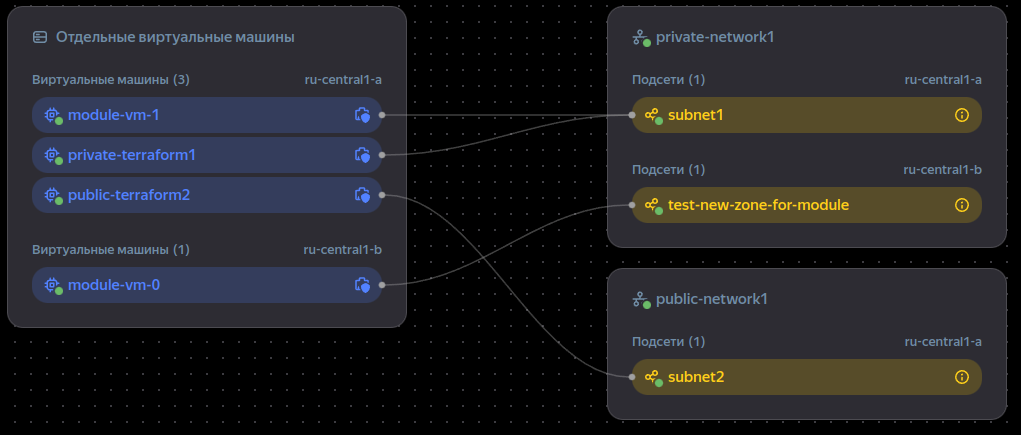 Отдельные виртуальные машины
Виртуальные машины (3) ru-central1-a
module-vm-1
private-terraform1
public-terraform2
Виртуальные машины (1) ru-central1-b
module-vm-0
private-network1
Подсети (1) ru-central1-a
subnet1
Подсети (1) ru-central1-b
test-new-zone-for-module
public-network1
Подсети (1) ru-central1-a
subnet2